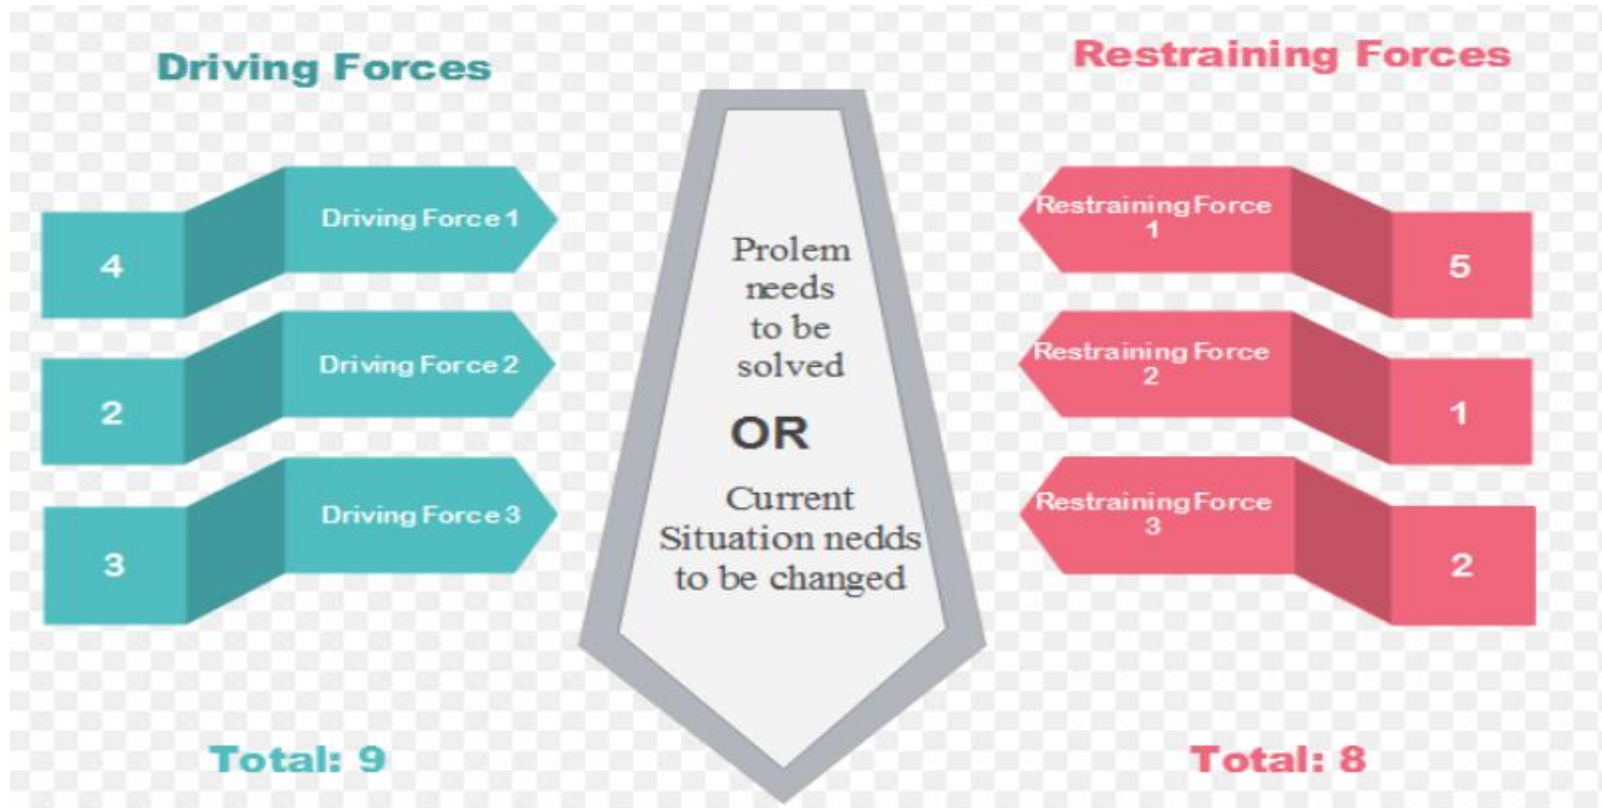 Driving Forces
4
Driving Force 1
2
Driving Force 2
3
Driving Force 3
Total: 9
Prolem
needs
to be
solved
OR
Current
Situation nedds
to be changed
Restraining Forces
Restraining Force
1
5
Restraining Force
2
1
Restraining Force
3
2
Total: 8